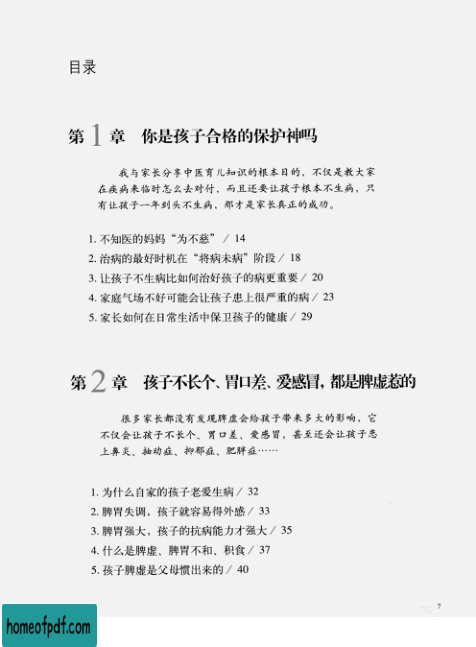 目录
第1章 你是孩子合格的保护神吗
我与家长分享中医育儿知识的根本目的，不仅是教大家
在疾病来临时怎么去对付，而且还要让孩子根本不生病，只
有让孩子一年到头不生病，那才是家长真正的成功。
1. 不知医的妈妈“为不慈” / 14
2. 治病的最好时机在“将病未病”阶段 / 18
3. 让孩子不生病比如何治好孩子的病更重要 / 20
4. 家庭气场不好可能会让孩子患上很严重的病 / 23
5. 家长如何在日常生活中保卫孩子的健康 / 29
第2章 孩子不长个、胃口差、爱感冒，都是脾虚惹的
很多家长都没有发现脾虚会给孩子带来多大的影响，它
不仅会让孩子不长个、胃口差、爱感冒，甚至还会让孩子患
上鼻炎、抽动症、抑郁症、肥胖症……
1. 为什么自家的孩子老爱生病 / 32
2. 脾胃失调，孩子就容易得外感 / 33
3. 脾胃强大，孩子的抗病能力才强大 / 35
4. 什么是脾虚、脾胃不和、积食 / 37
5. 孩子脾虚是父母惯出来的 / 40
7
homeofpdf.com